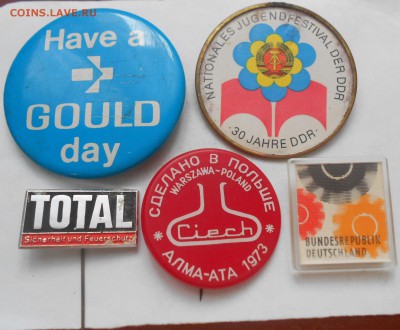 COINS.LAVE.RU
Have a
GOULD
day
NATIONALES JUGENDFESTIVAL DER DDR
· 30 JAHRE DDR ·
TOTAL
Sicherheit und Feuerschutz
СДЕЛАНО В ПОЛЬШЕ
WARSZAWA-POLAND
Ciech
АЛМА-АТА 1973
BUNDESREPUBLIK
DEUTSCHLAND